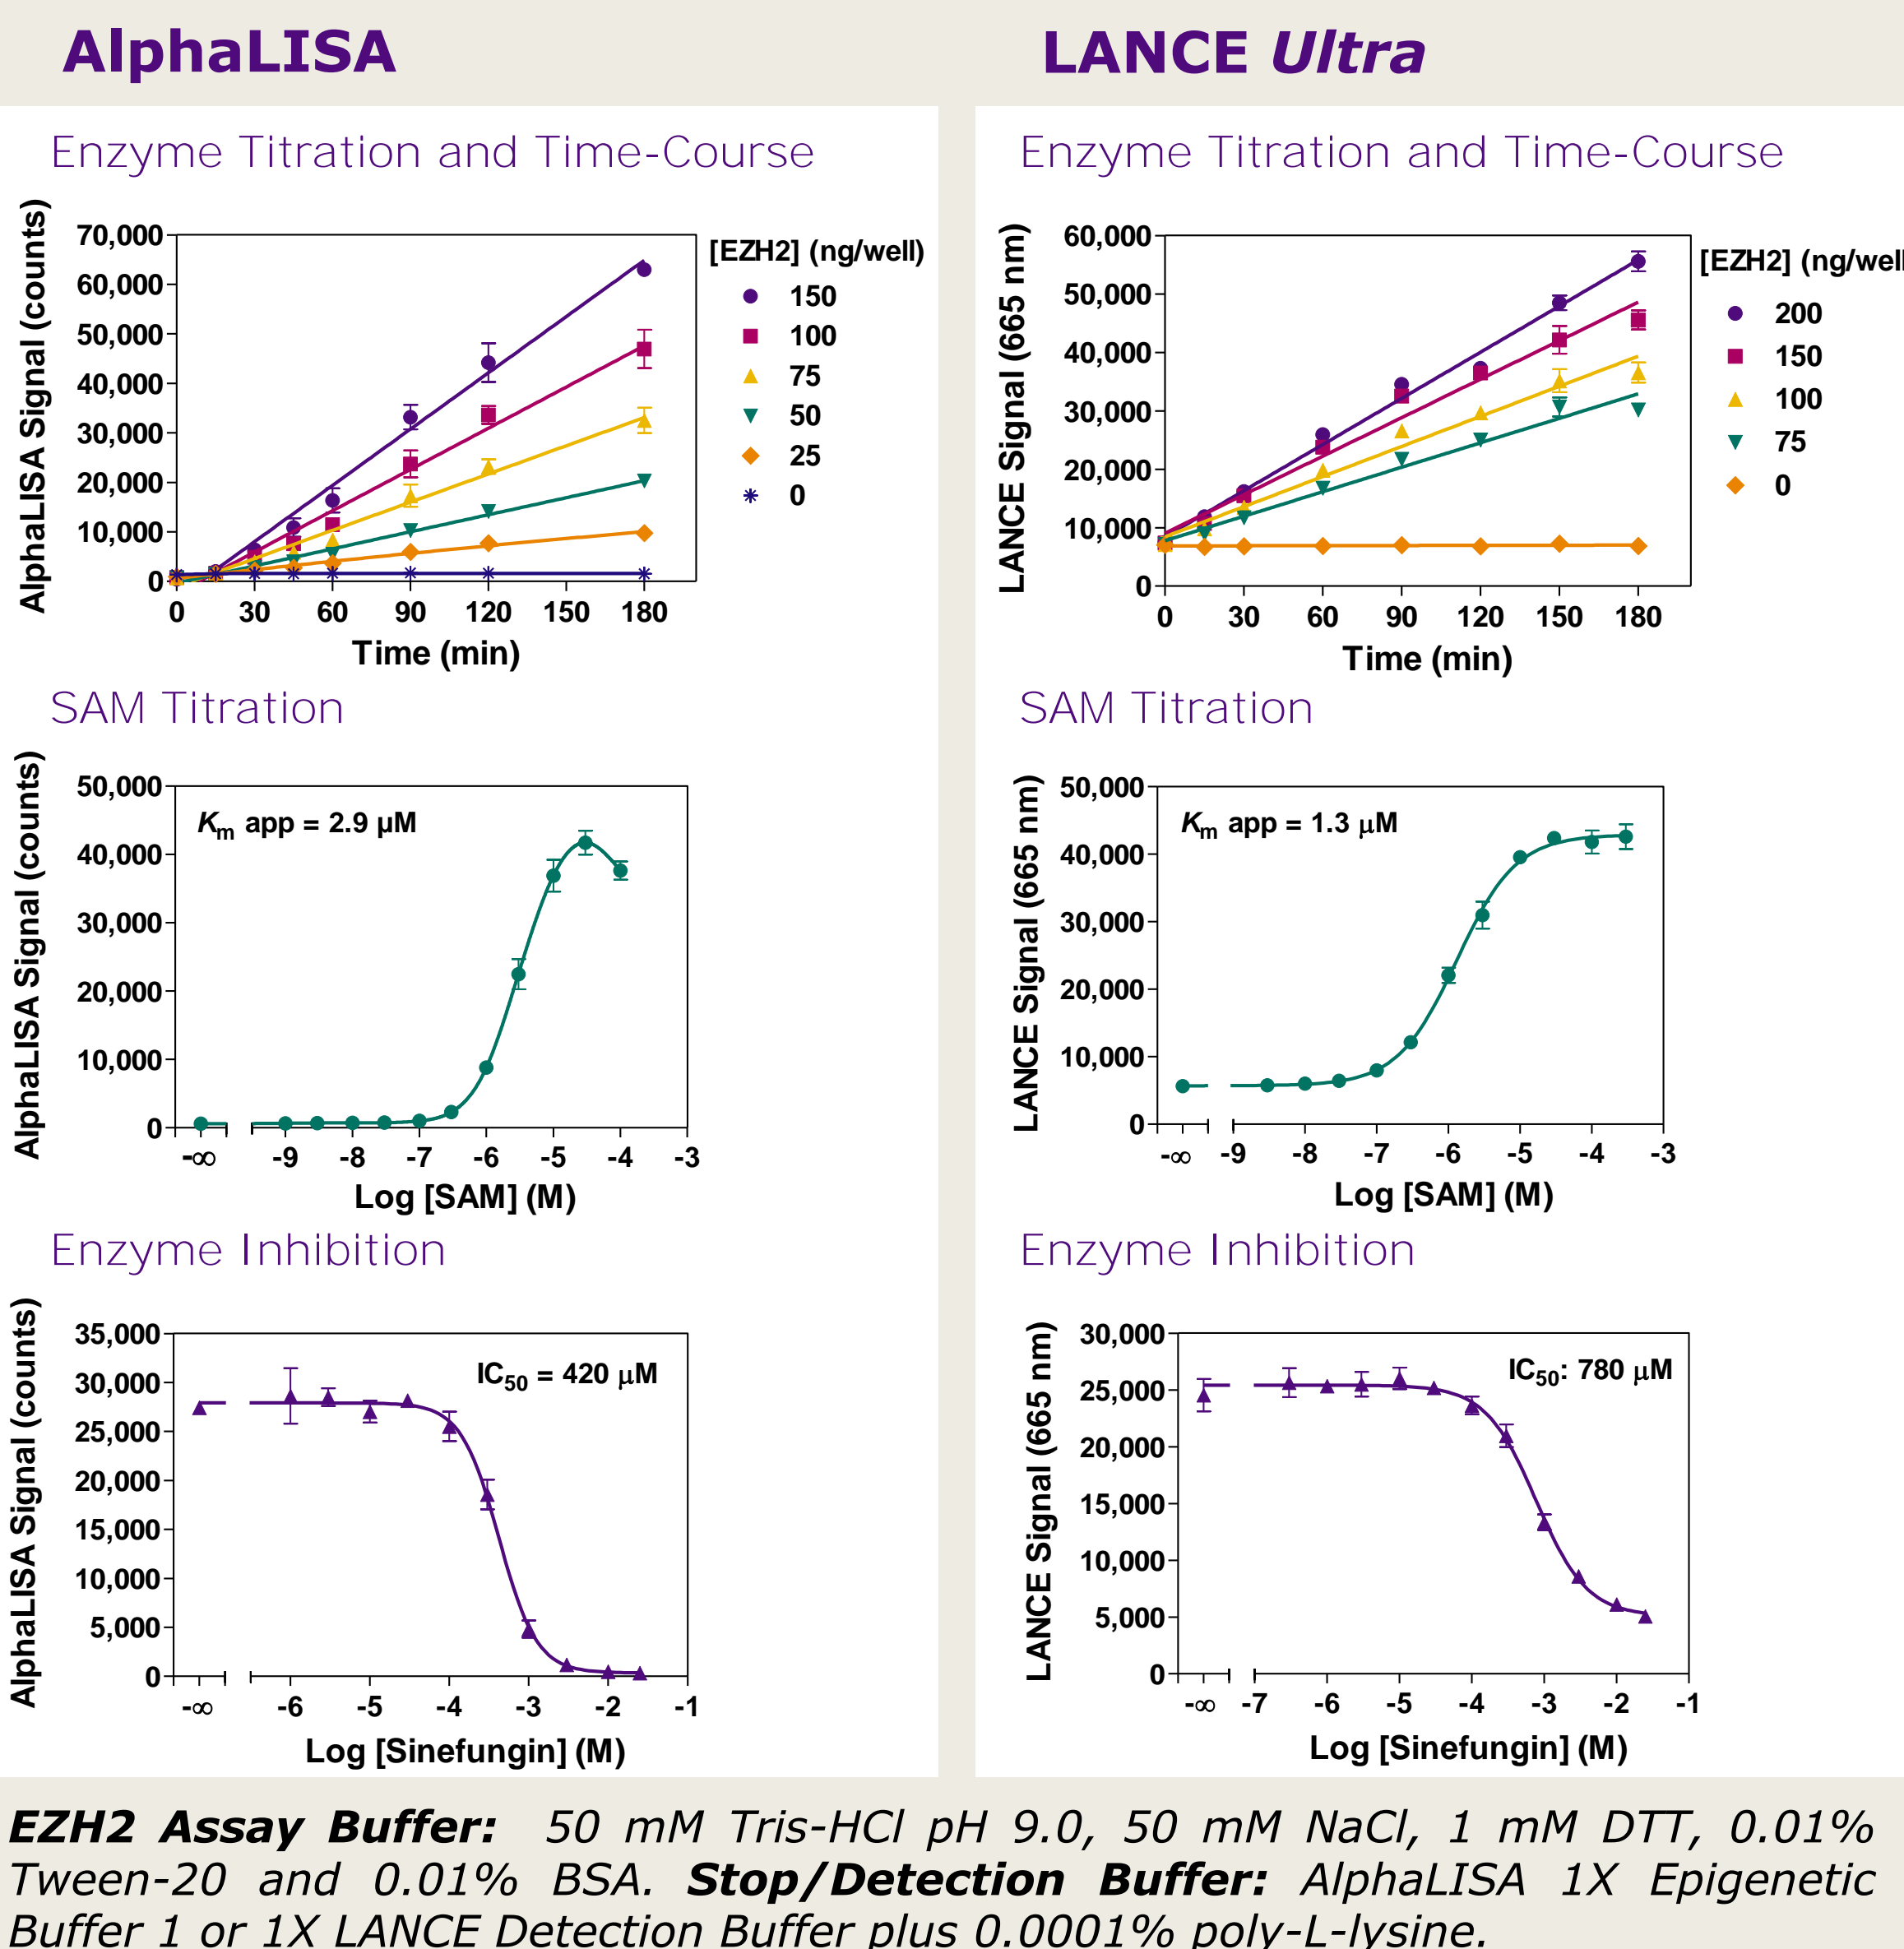 AlphaLISA
LANCE Ultra
Enzyme Titration and Time-Course
AlphaLISA Signal (counts)
70,000
60,000
50,000
40,000
30,000
20,000
10,000
0
0 30 60 90 120 150 180
Time (min)
[EZH2] (ng/well)
150
100
75
50
25
0
Enzyme Titration and Time-Course
LANCE Signal (665 nm)
60,000
50,000
40,000
30,000
20,000
10,000
0
0 30 60 90 120 150 180
Time (min)
[EZH2] (ng/well
200
150
100
75
0
SAM Titration
AlphaLISA Signal (counts)
50,000
40,000
30,000
20,000
10,000
0
Km app = 2.9 µM
-∞ -9 -8 -7 -6 -5 -4 -3
Log [SAM] (M)
SAM Titration
LANCE Signal (665 nm)
50,000
40,000
30,000
20,000
10,000
0
Km app = 1.3 µM
-∞ -9 -8 -7 -6 -5 -4 -3
Log [SAM] (M)
Enzyme Inhibition
AlphaLISA Signal (counts)
35,000
30,000
25,000
20,000
15,000
10,000
5,000
0
IC50 = 420 µM
-∞ -6 -5 -4 -3 -2 -1
Log [Sinefungin] (M)
Enzyme Inhibition
LANCE Signal (665 nm)
30,000
25,000
20,000
15,000
10,000
5,000
0
IC50: 780 µM
-∞ -7 -6 -5 -4 -3 -2 -1
Log [Sinefungin] (M)
EZH2 Assay Buffer: 50 mM Tris-HCl pH 9.0, 50 mM NaCl, 1 mM DTT, 0.01%
Tween-20 and 0.01% BSA. Stop/Detection Buffer: AlphaLISA 1X Epigenetic
Buffer 1 or 1X LANCE Detection Buffer plus 0.0001% poly-L-lysine.